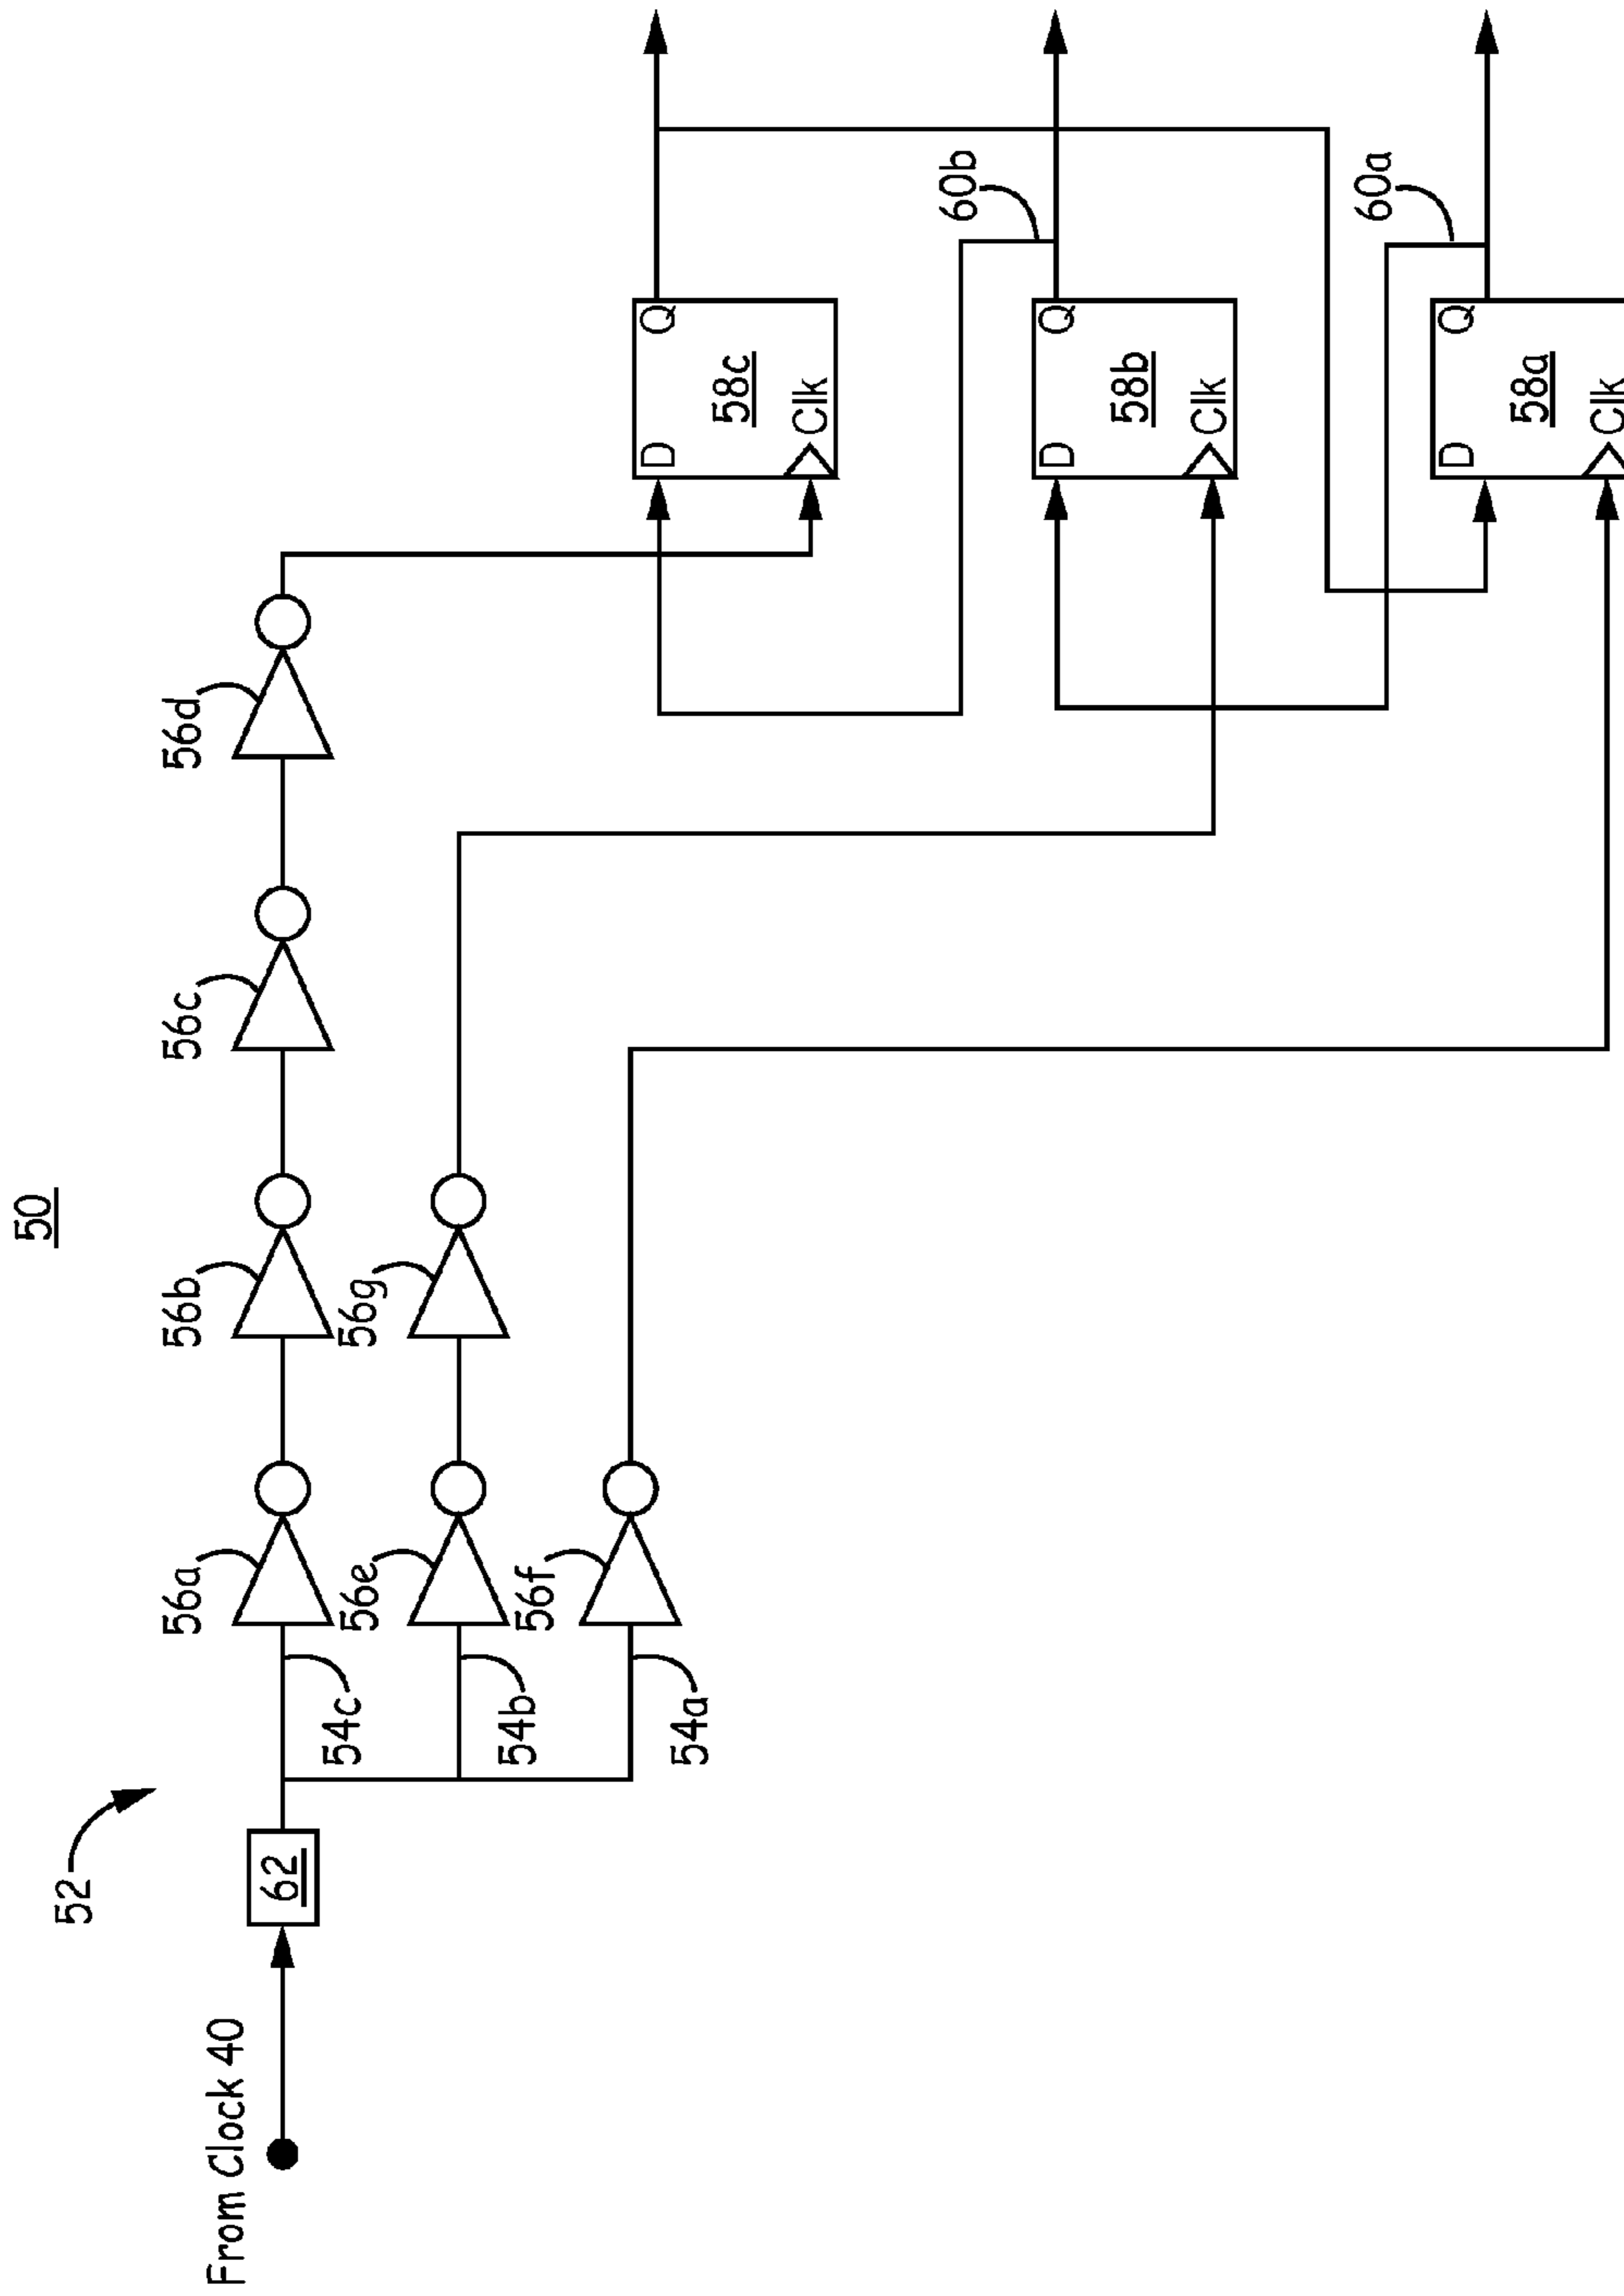 50
52
From Clock 40
62
54c
54b
54a
56a
56b
56c
56d
56e
56g
56f
D
Q
58c
Clk
60b
D
Q
58b
Clk
60a
D
Q
58a
Clk